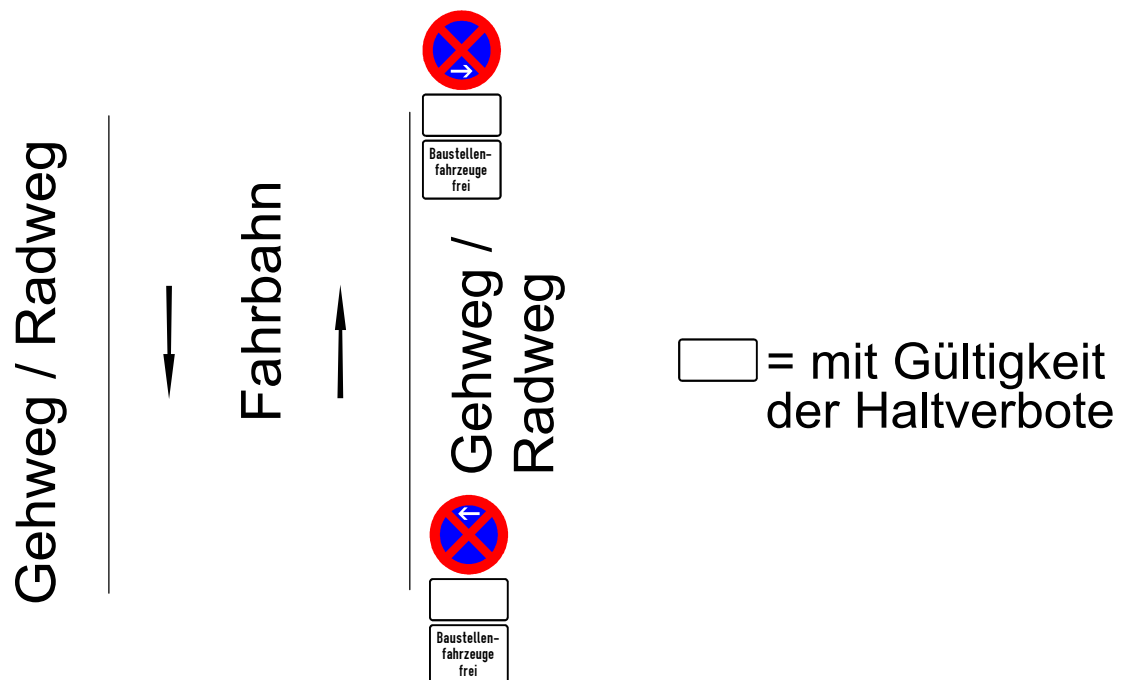 Gehweg / Radweg
Fahrbahn
Baustellen-
fahrzeuge
frei
Gehweg /
Radweg
Baustellen-
fahrzeuge
frei
= mit Gültigkeit
der Haltverbote